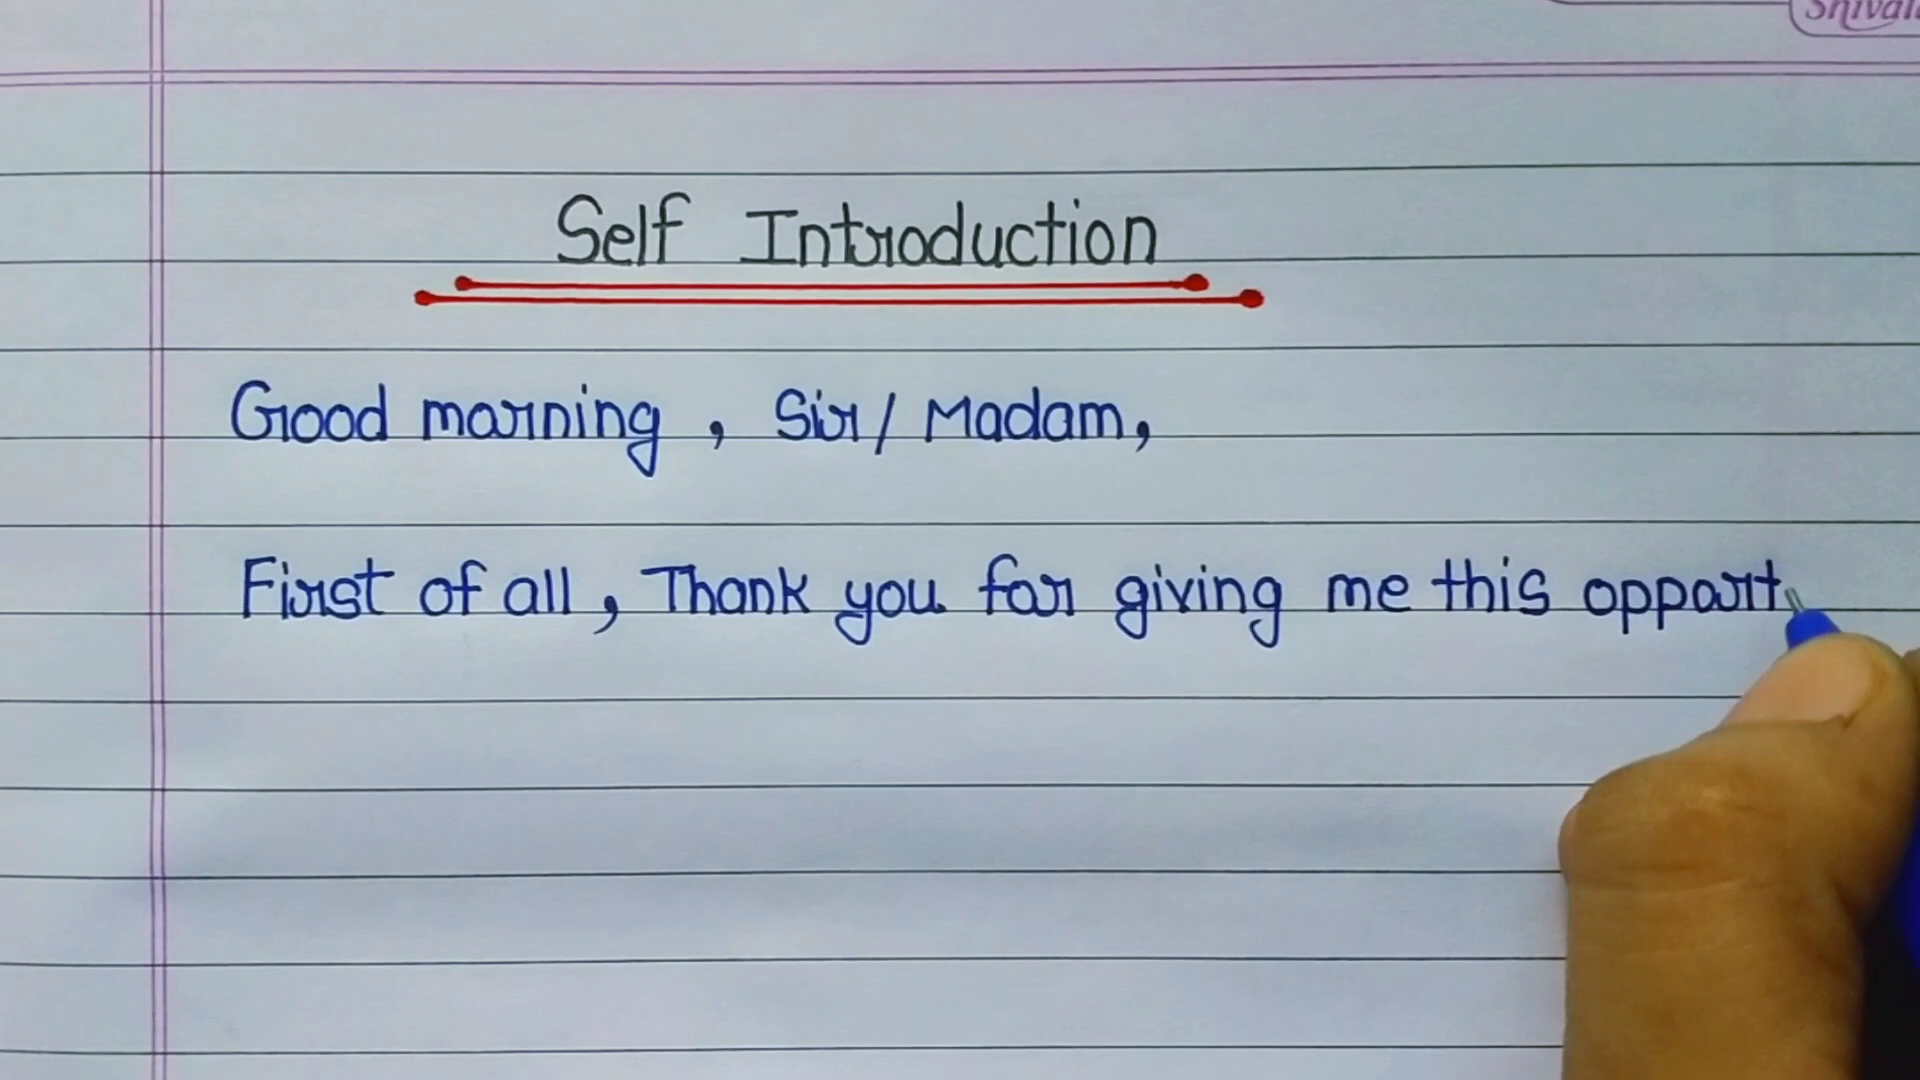 Self Introduction
Good morning, Sir/Madam,
First of all, Thank you for giving me this opport